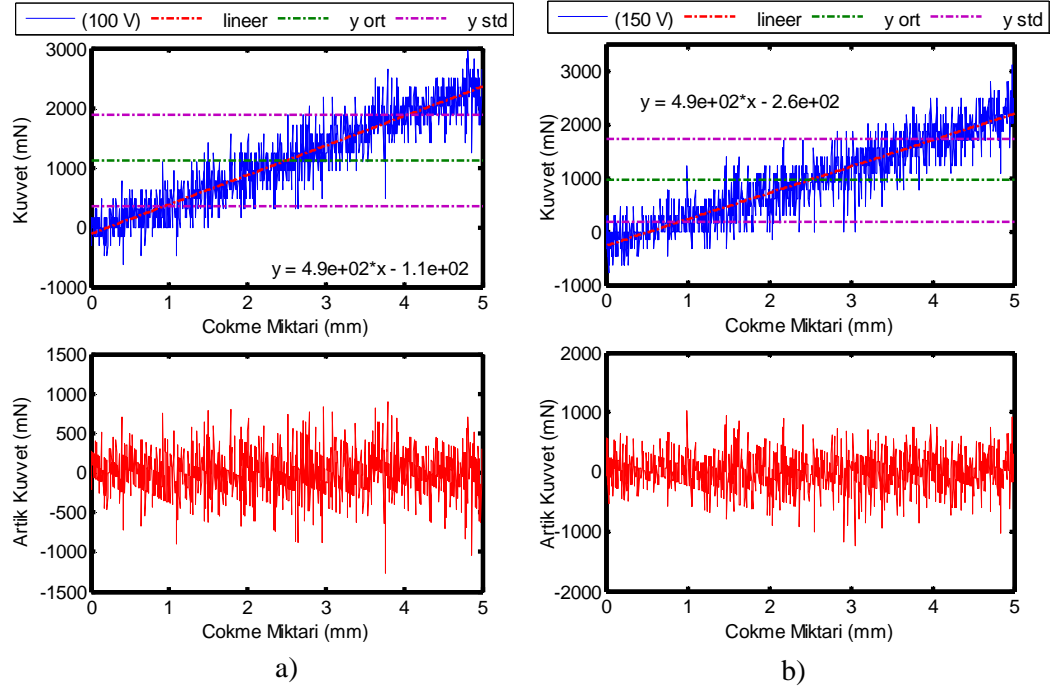 (100 V) lineer y ort y std
3000
2000
1000
0
-1000
Kuvvet (mN)
y = 4.9e+02*x - 1.1e+02
0 1 2 3 4 5
Cokme Miktari (mm)
1500
1000
500
0
-500
-1000
-1500
Artik Kuvvet (mN)
0 1 2 3 4 5
Cokme Miktari (mm)
a)
(150 V) lineer y ort y std
3000
2000
1000
0
-1000
Kuvvet (mN)
y = 4.9e+02*x - 2.6e+02
0 1 2 3 4 5
Cokme Miktari (mm)
2000
1000
0
-1000
-2000
Artik Kuvvet (mN)
0 1 2 3 4 5
Cokme Miktari (mm)
b)